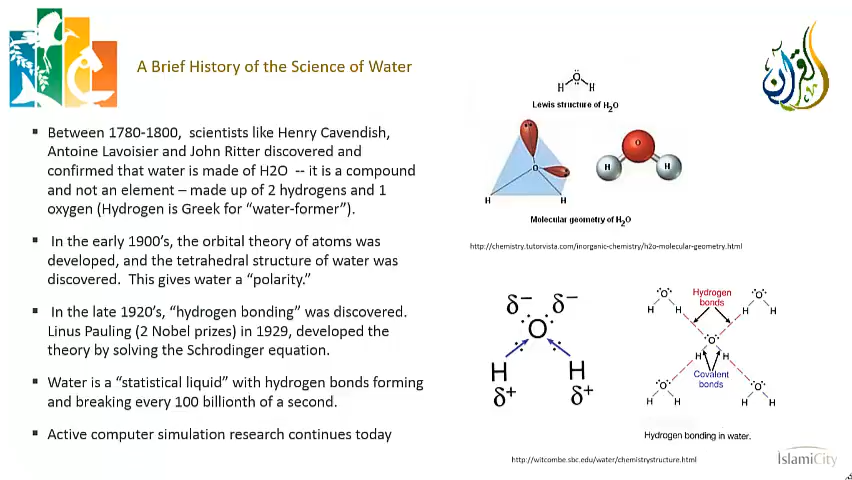 A Brief History of the Science of Water
▪ Between 1780-1800, scientists like Henry Cavendish,
Antoine Lavoisier and John Ritter discovered and
confirmed that water is made of H2O -- it is a compound
and not an element – made up of 2 hydrogens and 1
oxygen (Hydrogen is Greek for “water-former”).
▪ In the early 1900’s, the orbital theory of atoms was
developed, and the tetrahedral structure of water was
discovered. This gives water a “polarity.”
▪ In the late 1920’s, “hydrogen bonding” was discovered.
Linus Pauling (2 Nobel prizes) in 1929, developed the
theory by solving the Schrodinger equation.
▪ Water is a “statistical liquid” with hydrogen bonds forming
and breaking every 100 billionth of a second.
▪ Active computer simulation research continues today
O
H H
Lewis structure of H₂O
O
H H
O
H H
Molecular geometry of H₂O
http://chemistry.tutorvista.com/inorganic-chemistry/h2o-molecular-geometry.html
δ− δ−
O
H H
δ+ δ+
Hydrogen
bonds
O O
H H H H
O
H H
Covalent
bonds
O O
H H H H
Hydrogen bonding in water.
http://witcombe.sbc.edu/water/chemistrystructure.html
القرآن
IslamiCity